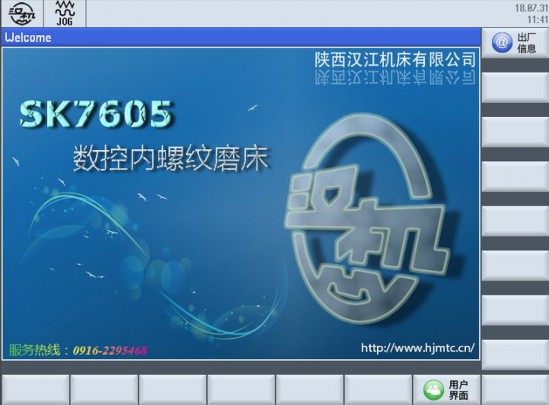 汉机
JOG
18.07.31
11:41
Welcome
@ 出厂
信息
陕西汉江机床有限公司
SK7605
数控内螺纹磨床
汉机
服务热线：0916-2295468
http://www.hjmtc.cn/
用户
界面